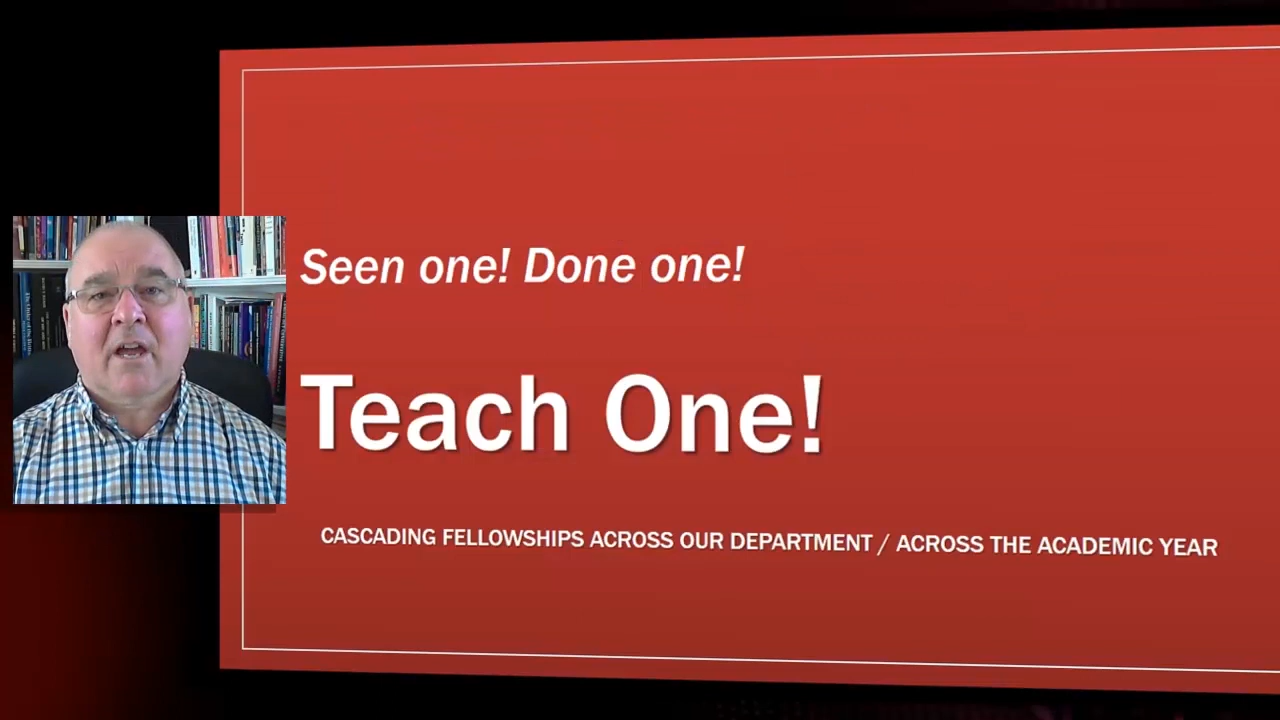 Seen one! Done one!
Teach One!
CASCADING FELLOWSHIPS ACROSS OUR DEPARTMENT / ACROSS THE ACADEMIC YEAR